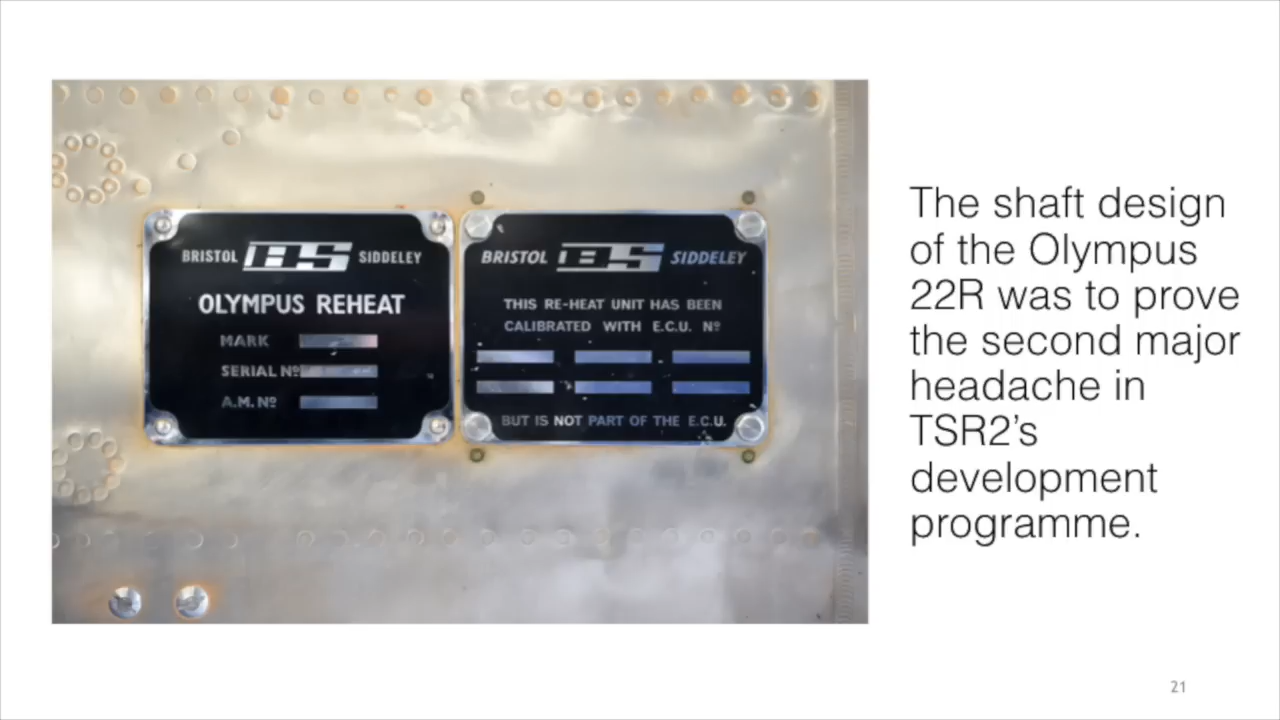 BRISTOL BS SIDDELEY
OLYMPUS REHEAT
MARK
SERIAL Nº
A.M. Nº
BRISTOL BS SIDDELEY
THIS RE-HEAT UNIT HAS BEEN
CALIBRATED WITH E.C.U. Nº
BUT IS NOT PART OF THE E.C.U.
The shaft design
of the Olympus
22R was to prove
the second major
headache in
TSR2’s
development
programme.
21